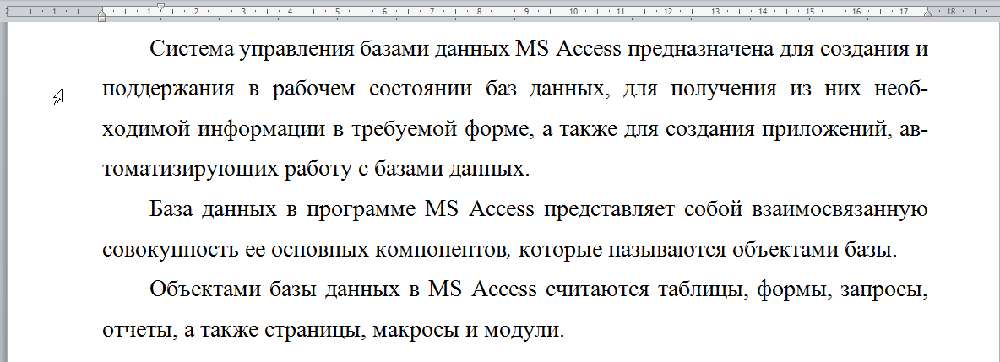 2 1 1 2 3 4 5 6 7 8 9 10 11 12 13 14 15 16 17 18
Система управления базами данных MS Access предназначена для создания и
поддержания в рабочем состоянии баз данных, для получения из них необ-
ходимой информации в требуемой форме, а также для создания приложений, ав-
томатизирующих работу с базами данных.
База данных в программе MS Access представляет собой взаимосвязанную
совокупность ее основных компонентов, которые называются объектами базы.
Объектами базы данных в MS Access считаются таблицы, формы, запросы,
отчеты, а также страницы, макросы и модули.